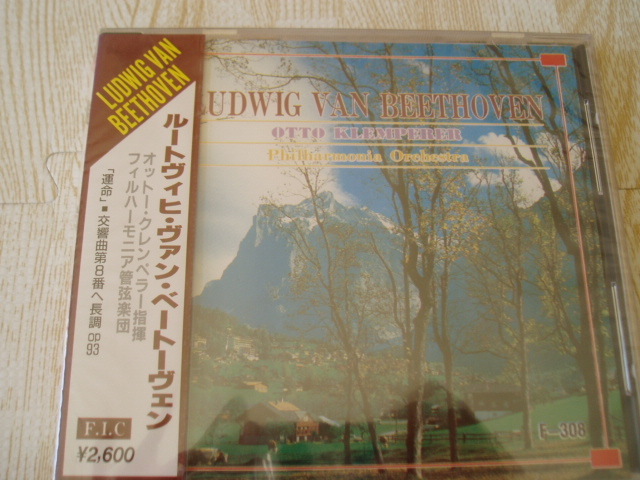 LUDWIG VAN
BEETHOVEN
ルートヴィヒ・ヴァン・ベートーヴェン
オットー・クレンペラー指揮
フィルハーモニア管弦楽団
「運命」■交響曲第8番ヘ長調 op 93
F.I.C
¥2,600
LUDWIG VAN BEETHOVEN
OTTO KLEMPERER
Philharmonia Orchestra
F-308